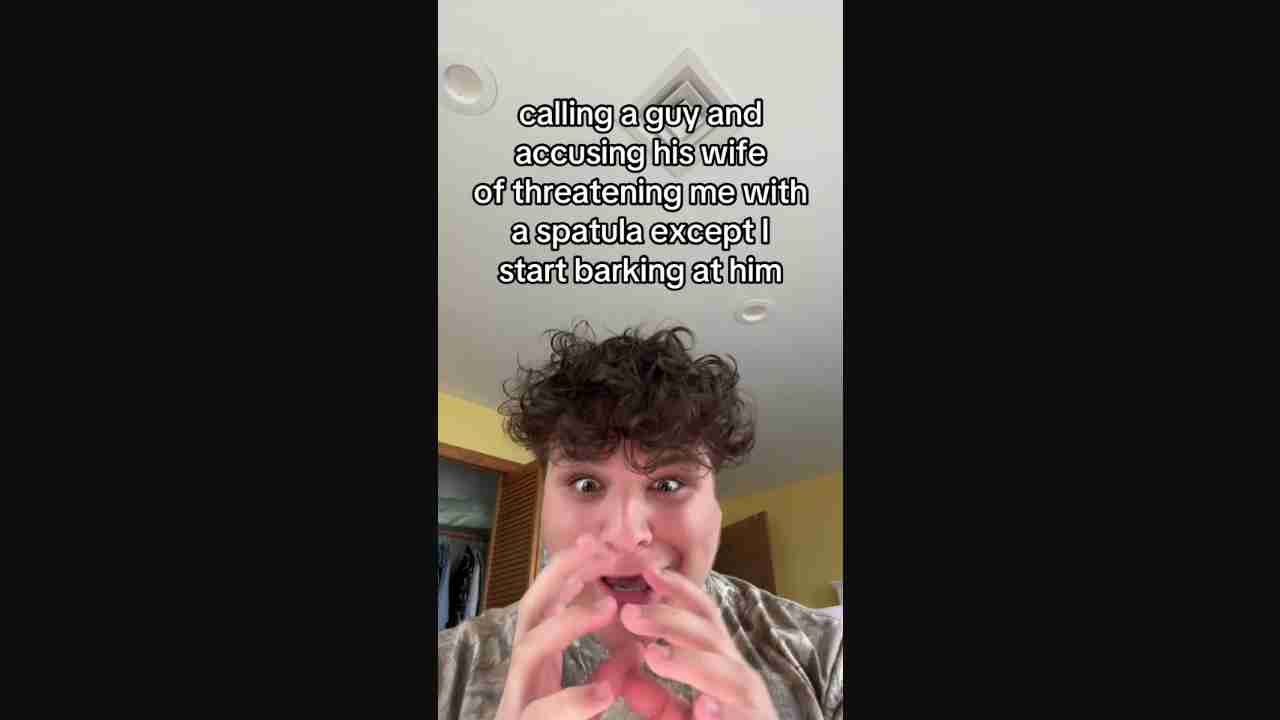 calling a guy and
accusing his wife
of threatening me with
a spatula except I
start barking at him